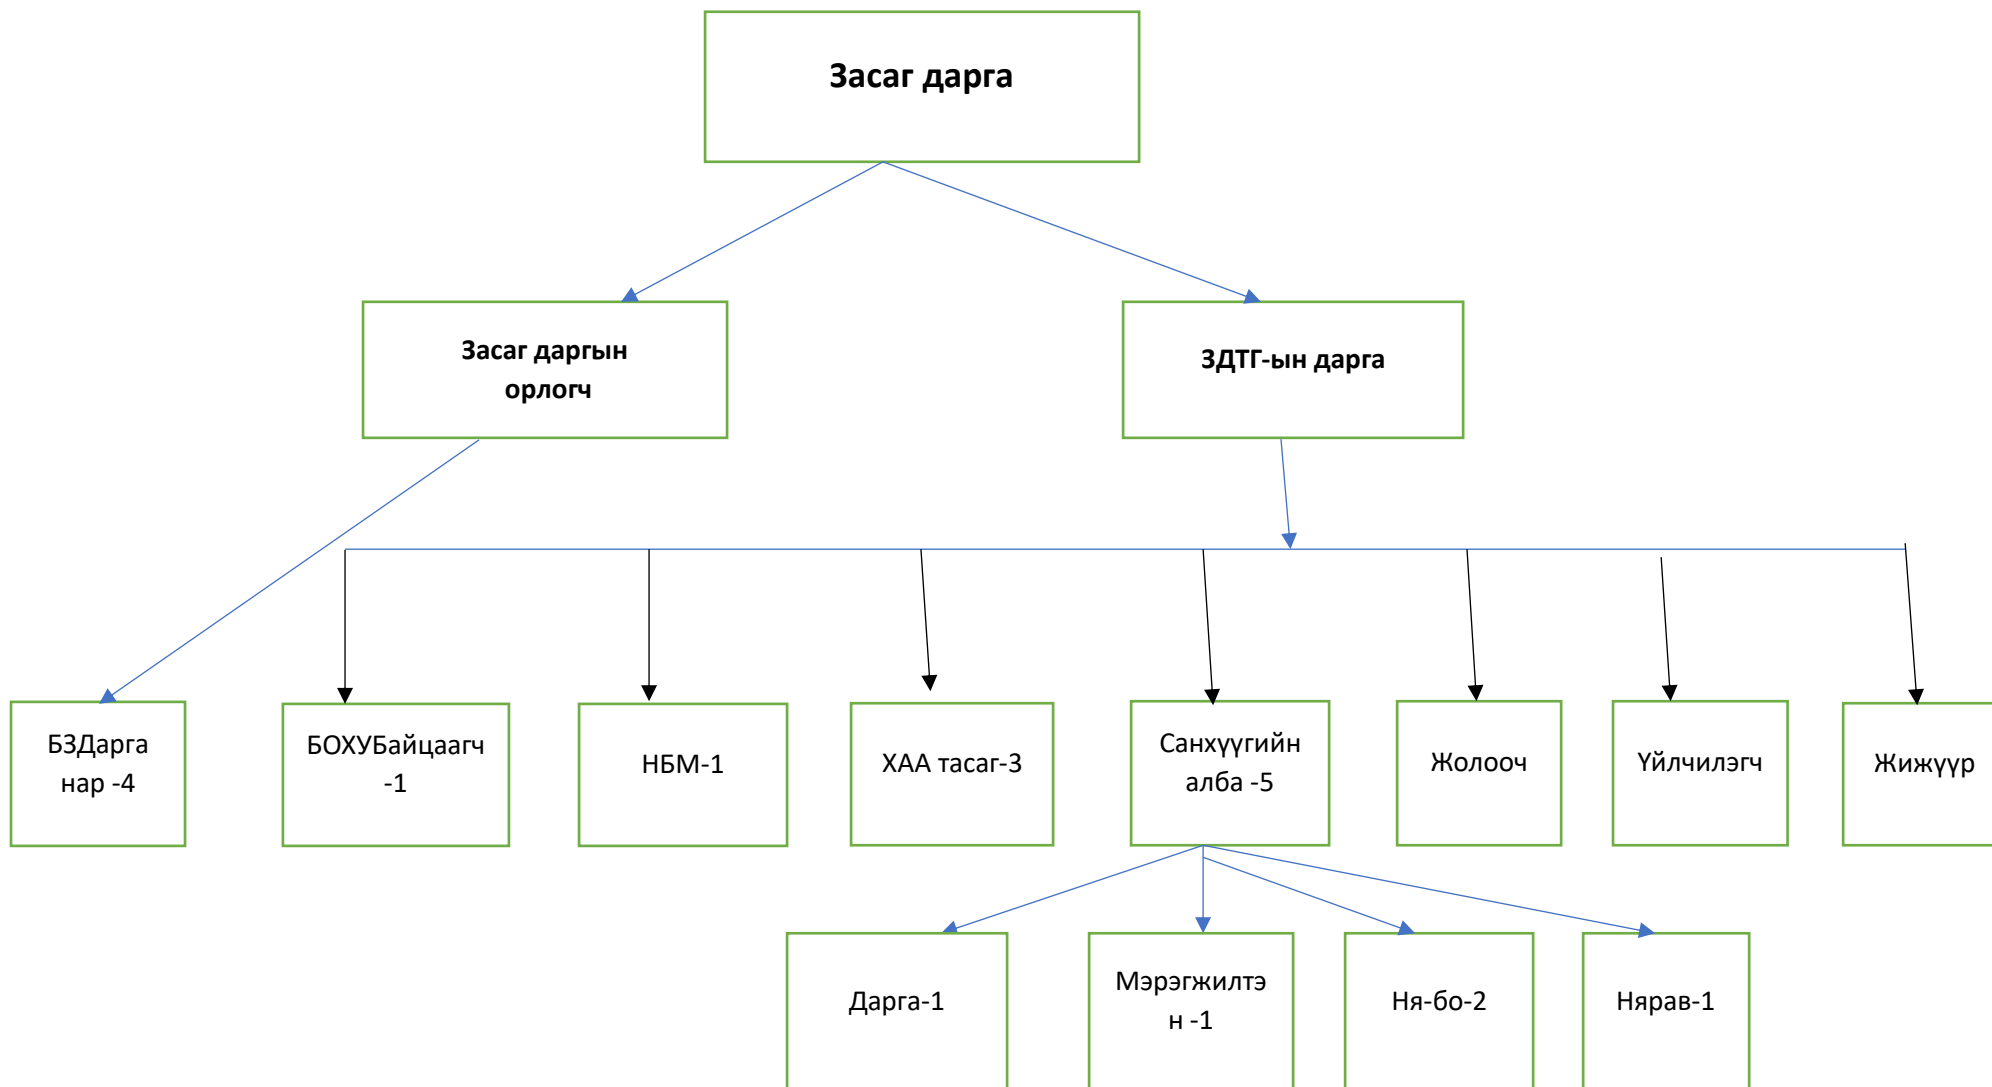 Засаг дарга
Засаг даргын
орлогч
ЗДТГ-ын дарга
БЗДарга
нар -4
БОХУБайцаагч
-1
НБМ-1
ХАА тасаг-3
Санхүүгийн
алба -5
Жолооч
Үйлчилэгч
Жижүүр
Дарга-1
Мэрэгжилтэ
н -1
Ня-бо-2
Нярав-1